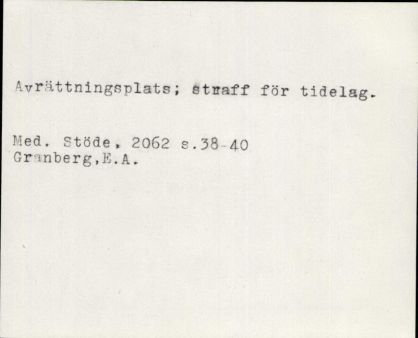 Avrättningsplats; straff för tidelag.
Med. Stöde, 2062 s.38-40
Granberg,E.A.